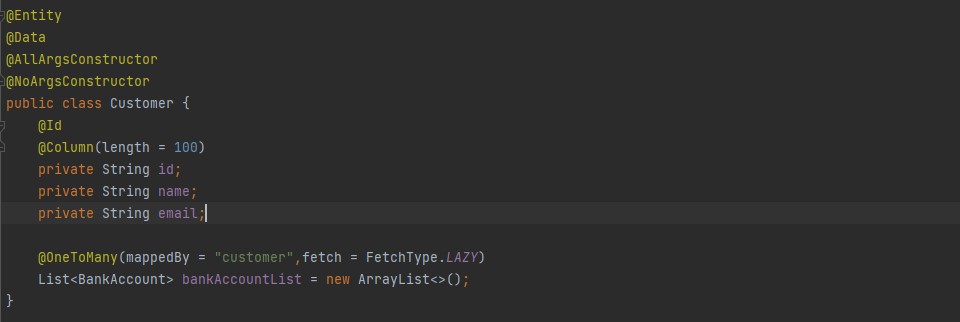 @Entity
@Data
@AllArgsConstructor
@NoArgsConstructor
public class Customer {
@Id
@Column(length = 100)
private String id;
private String name;
private String email;
@OneToMany(mappedBy = "customer",fetch = FetchType.LAZY)
List<BankAccount> bankAccountList = new ArrayList<>();
}